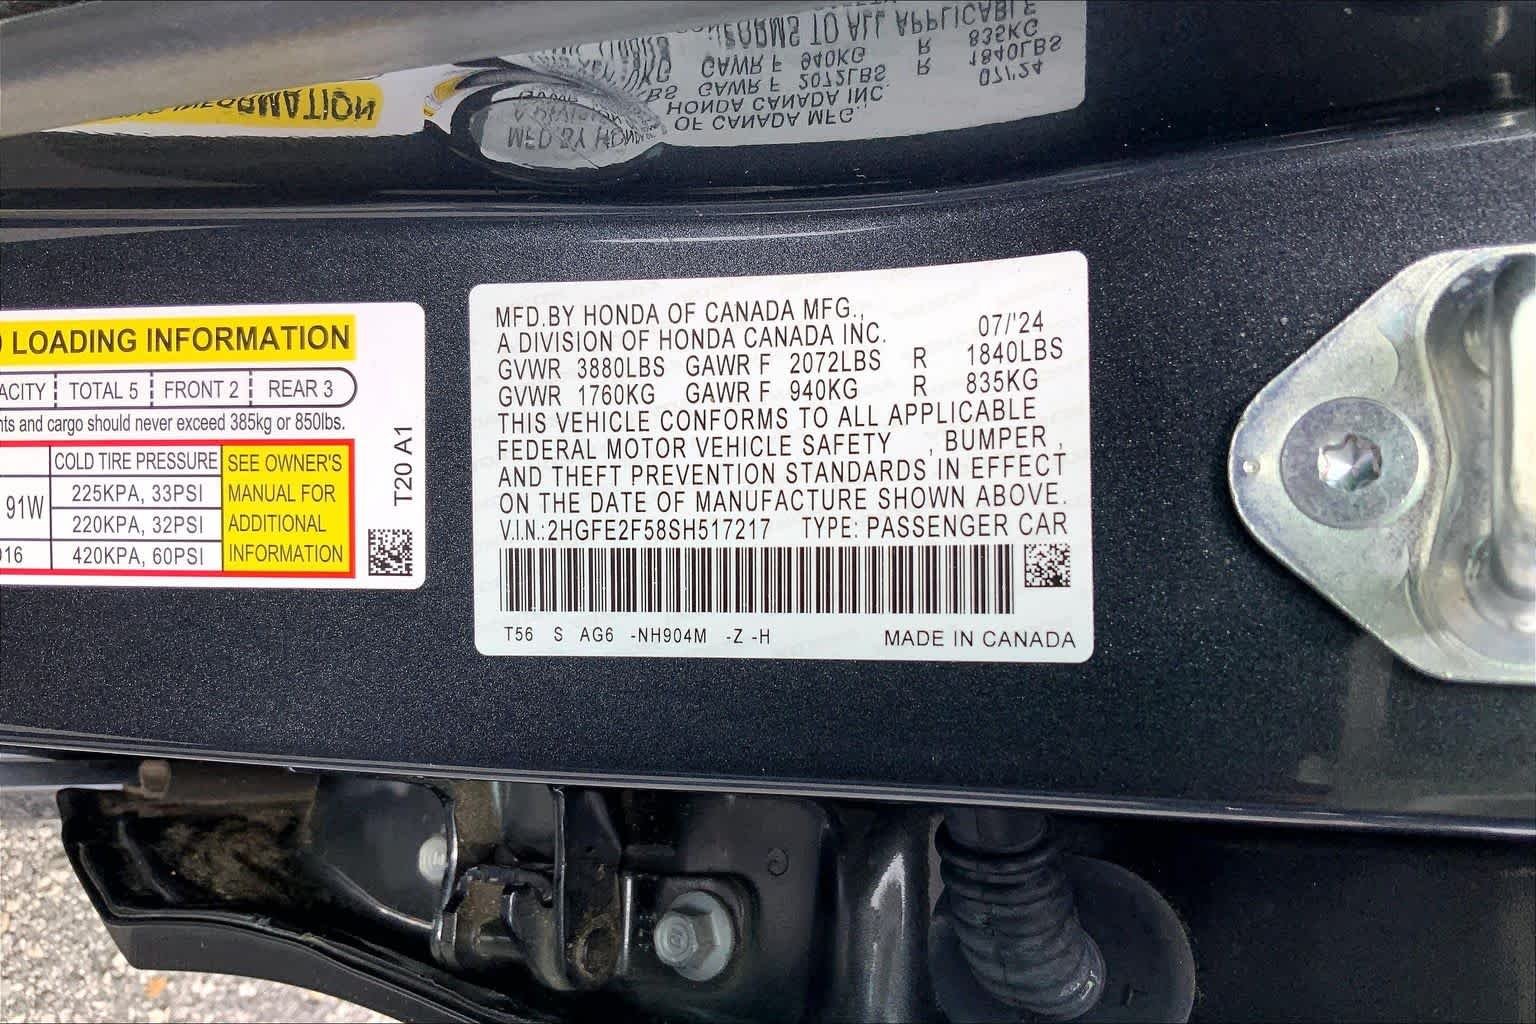 LOADING INFORMATION
TOTAL 5 FRONT 2 REAR 3
and cargo should never exceed 385kg or 850lbs.
COLD TIRE PRESSURE
91W 225KPA, 33PSI
220KPA, 32PSI
420KPA, 60PSI
SEE OWNER'S
MANUAL FOR
ADDITIONAL
INFORMATION
T20 A1
MFD.BY HONDA OF CANADA MFG.,
A DIVISION OF HONDA CANADA INC. 07/'24
GVWR 3880LBS GAWR F 2072LBS R 1840LBS
GVWR 1760KG GAWR F 940KG R 835KG
THIS VEHICLE CONFORMS TO ALL APPLICABLE
FEDERAL MOTOR VEHICLE SAFETY , BUMPER ,
AND THEFT PREVENTION STANDARDS IN EFFECT
ON THE DATE OF MANUFACTURE SHOWN ABOVE.
V.I.N.:2HGFE2F58SH517217 TYPE: PASSENGER CAR
T56 S AG6 -NH904M -Z -H MADE IN CANADA